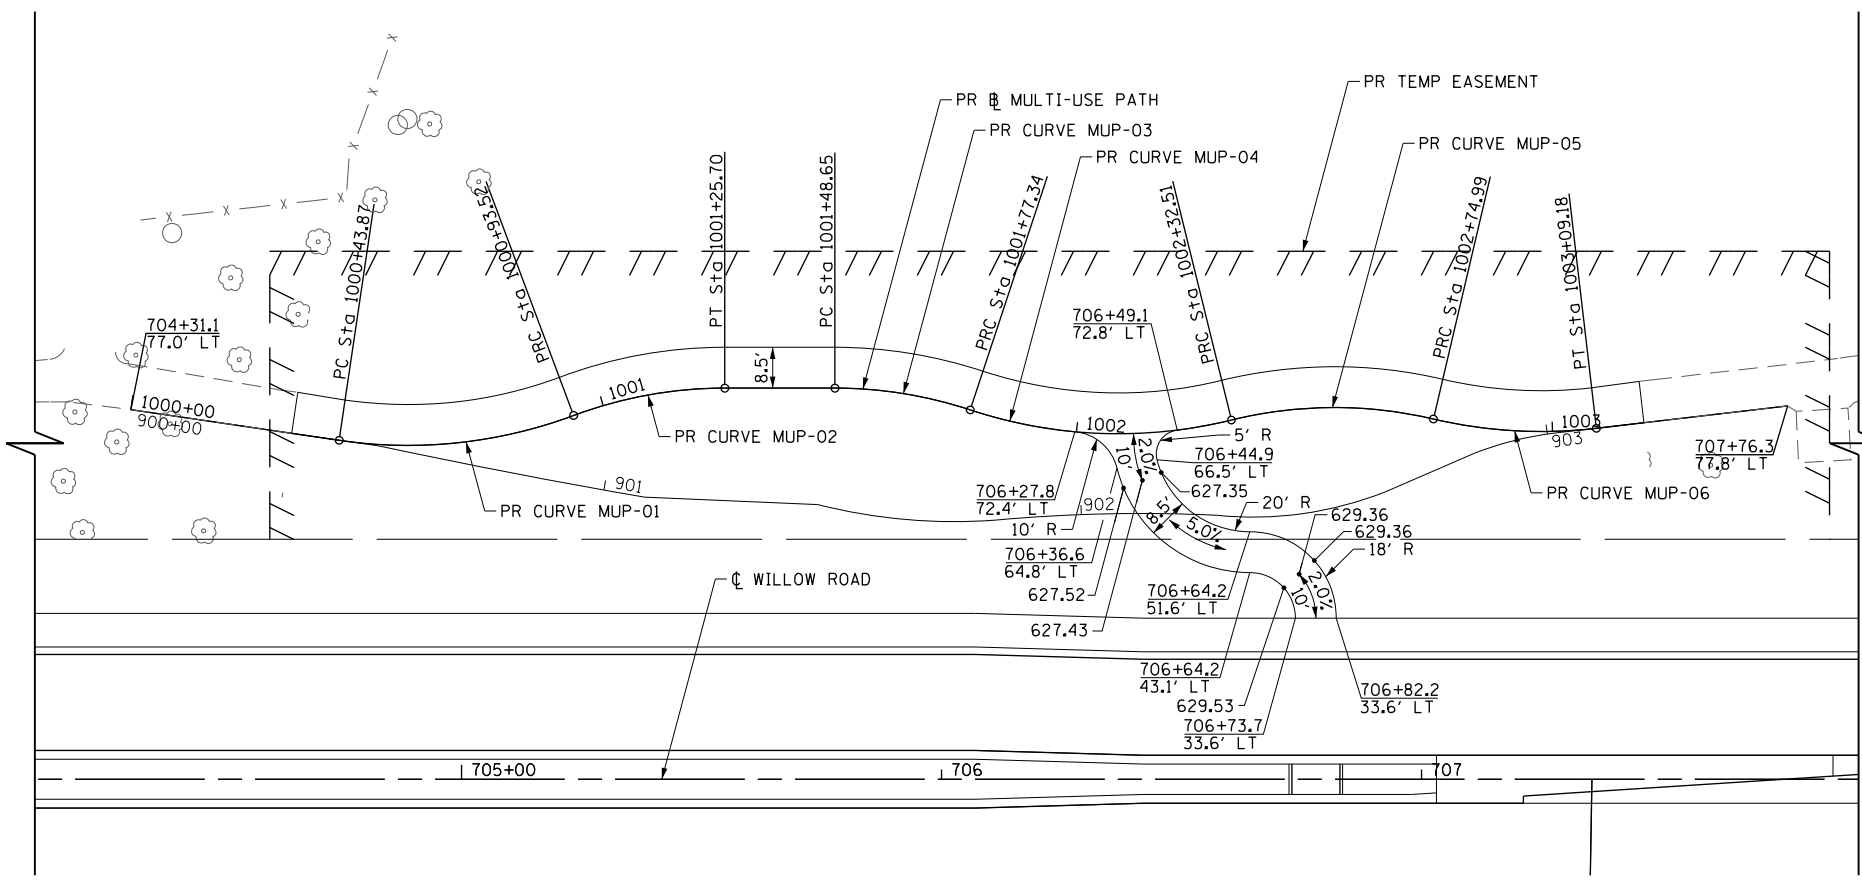 PR TEMP EASEMENT
PR ⅊ MULTI-USE PATH
PR CURVE MUP-03
PR CURVE MUP-04
PR CURVE MUP-05
PC Sta 1000+43.87
PRC Sta 1000+93.52
PT Sta 1001+25.70
PC Sta 1001+48.65
PRC Sta 1001+77.34
PRC Sta 1002+32.51
PRC Sta 1002+74.99
PT Sta 1003+09.18
704+31.1
77.0' LT
706+49.1
72.8' LT
8.5'
1000+00
900+00
1001
1002
1003
903
PR CURVE MUP-02
5' R
706+44.9
66.5' LT
627.35
707+76.3
77.8' LT
10'
2.0%
901
902
706+27.8
72.4' LT
PR CURVE MUP-01
PR CURVE MUP-06
20' R
8.5'
5.0%
629.36
629.36
18' R
10' R
706+36.6
64.8' LT
627.52
627.43
℄ WILLOW ROAD
706+64.2
51.6' LT
10'
2.0%
706+64.2
43.1' LT
629.53
706+73.7
33.6' LT
706+82.2
33.6' LT
705+00
706
707